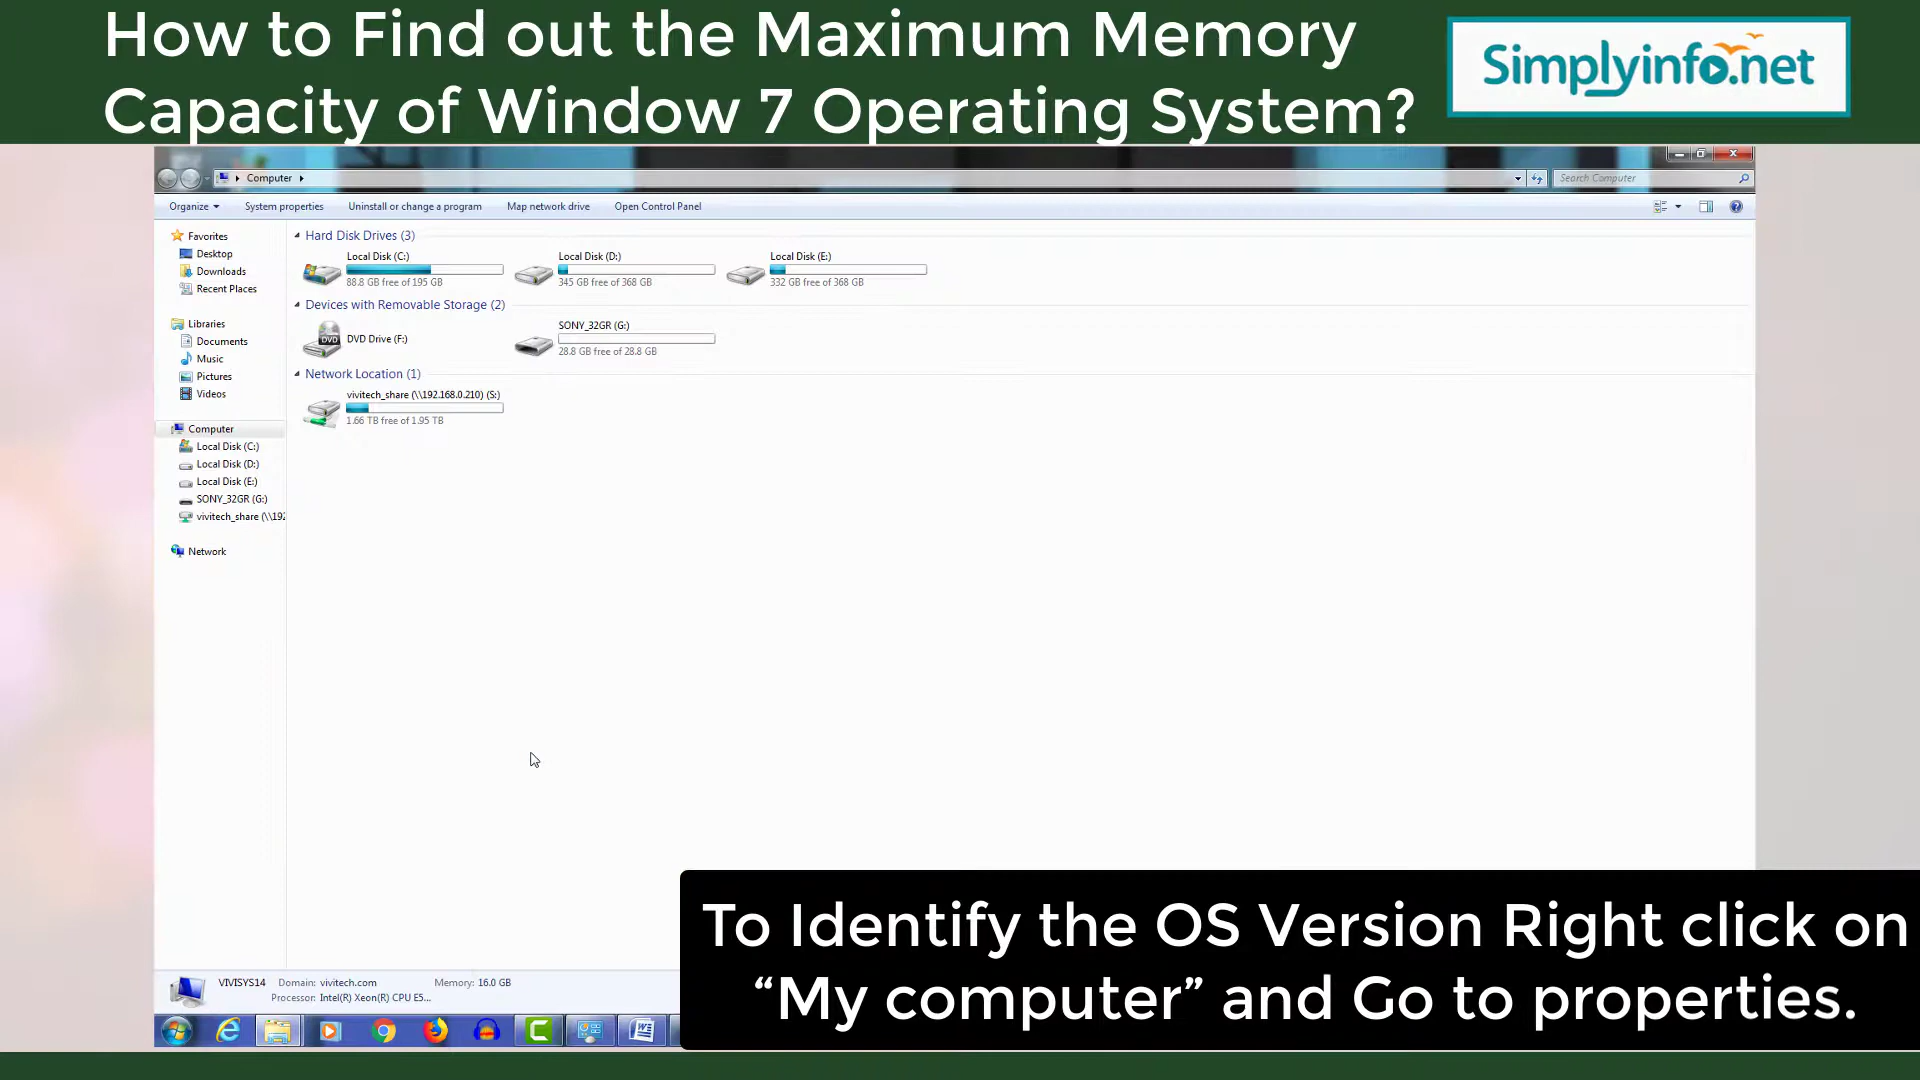 How to Find out the Maximum Memory
Capacity of Window 7 Operating System?
Simplyinfo.net
Computer
Search Computer
Organize
System properties
Uninstall or change a program
Map network drive
Open Control Panel
Favorites
Desktop
Downloads
Recent Places
Libraries
Documents
Music
Pictures
Videos
Computer
Local Disk (C:)
Local Disk (D:)
Local Disk (E:)
SONY_32GR (G:)
vivitech_share (\\192
Network
Hard Disk Drives (3)
Local Disk (C:)
88.8 GB free of 195 GB
Local Disk (D:)
345 GB free of 368 GB
Local Disk (E:)
332 GB free of 368 GB
Devices with Removable Storage (2)
DVD
DVD Drive (F:)
SONY_32GR (G:)
28.8 GB free of 28.8 GB
Network Location (1)
vivitech_share (\\192.168.0.210) (S:)
1.66 TB free of 1.95 TB
VIVISYS14
Domain: vivitech.com
Memory: 16.0 GB
Processor: Intel(R) Xeon(R) CPU E5...
To Identify the OS Version Right click on
“My computer” and Go to properties.